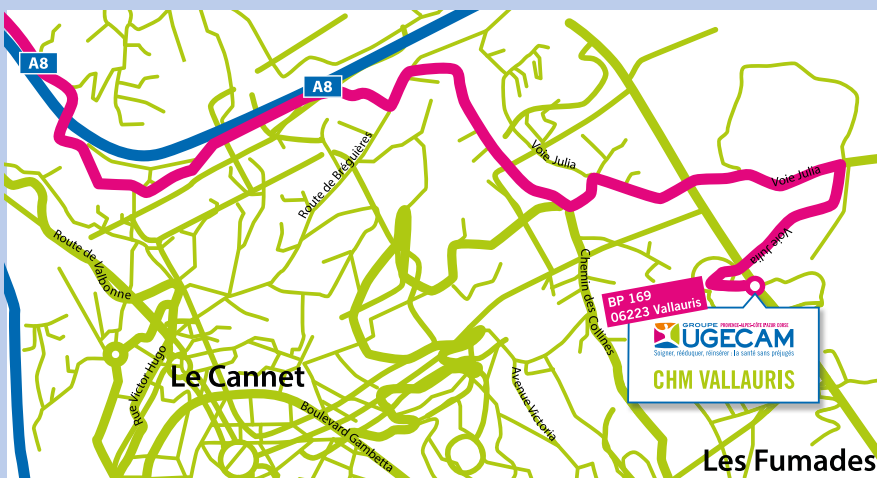 A8
A8
Route de Bréguières
Voie Julia
Voie Julia
Voie Julia
Route de Valbonne
Chemin des Collines
BP 169
06223 Vallauris
GROUPE PROVENCE-ALPES-CÔTE D'AZUR CORSE
UGECAM
Soigner, rééduquer, réinsérer : la santé sans préjugés
CHM VALLAURIS
Rue Victor Hugo
Le Cannet
Boulevard Gambetta
Avenue Victoria
Les Fumades